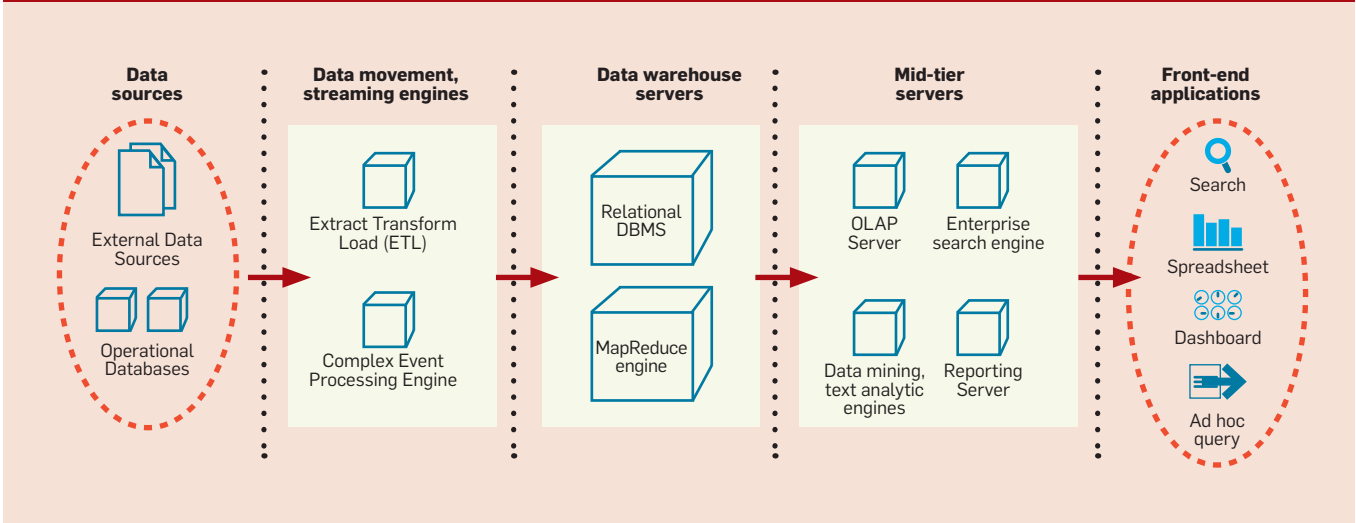 Data
sources
Data movement,
streaming engines
Data warehouse
servers
Mid-tier
servers
Front-end
applications
External Data
Sources
Operational
Databases
Extract Transform
Load (ETL)
Complex Event
Processing Engine
Relational
DBMS
MapReduce
engine
OLAP
Server
Enterprise
search engine
Data mining,
text analytic
engines
Reporting
Server
Search
Spreadsheet
Dashboard
Ad hoc
query